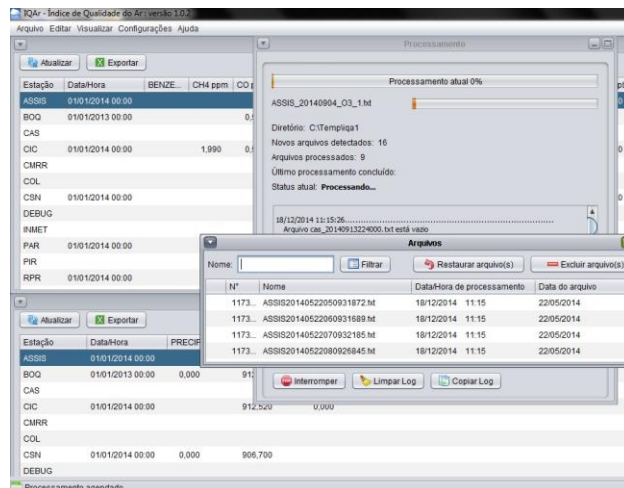 IQAr - Índice de Qualidade do Ar : versão 1.0.2
Arquivo Editar Visualizar Configurações Ajuda
Atualizar Exportar
Estação Data/Hora BENZE... CH4 ppm CO
ASSIS 01/01/2014 00:00
BOQ 01/01/2013 00:00
CAS
CIC 01/01/2014 00:00 1,990
CMRR
COL
CSN 01/01/2014 00:00
DEBUG
INMET
PAR 01/01/2014 00:00
PIR
RPR 01/01/2014 00:00
Processamento
Processamento atual 0%
ASSIS_20140904_O3_1.txt
Diretório: C:\Tempiqa1
Novos arquivos detectados: 16
Arquivos processados: 9
Último processamento concluído:
Status atual: Processando...
18/12/2014 11:15:26
Arquivo cas_20140913224000.txt está vazio
Arquivos
Nome: Filtrar Restaurar arquivo(s) Excluir arquivo(s)
N° Nome Data/Hora de processamento Data do arquivo
1173... ASSIS20140522050931872.txt 18/12/2014 11:15 22/05/2014
1173... ASSIS20140522060931689.txt 18/12/2014 11:15 22/05/2014
1173... ASSIS20140522070932185.txt 18/12/2014 11:15 22/05/2014
1173... ASSIS20140522080926845.txt 18/12/2014 11:15 22/05/2014
Interromper Limpar Log Copiar Log
Atualizar Exportar
Estação Data/Hora PRECIP
ASSIS 01/01/2014 00:00
BOQ 01/01/2013 00:00 0,000
CAS
CIC 01/01/2014 00:00 912,520 0,000
CMRR
COL
CSN 01/01/2014 00:00 0,000 906,700
DEBUG
Processamento agendado